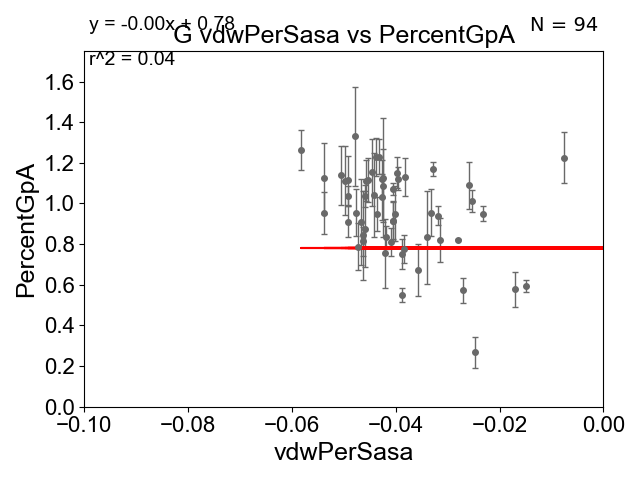 y = -0.00x + 0.78
N = 94
G vdwPerSasa vs PercentGpA
r^2 = 0.04
PercentGpA
1.6
1.4
1.2
1.0
0.8
0.6
0.4
0.2
0.0
−0.10 −0.08 −0.06 −0.04 −0.02 0.00
vdwPerSasa